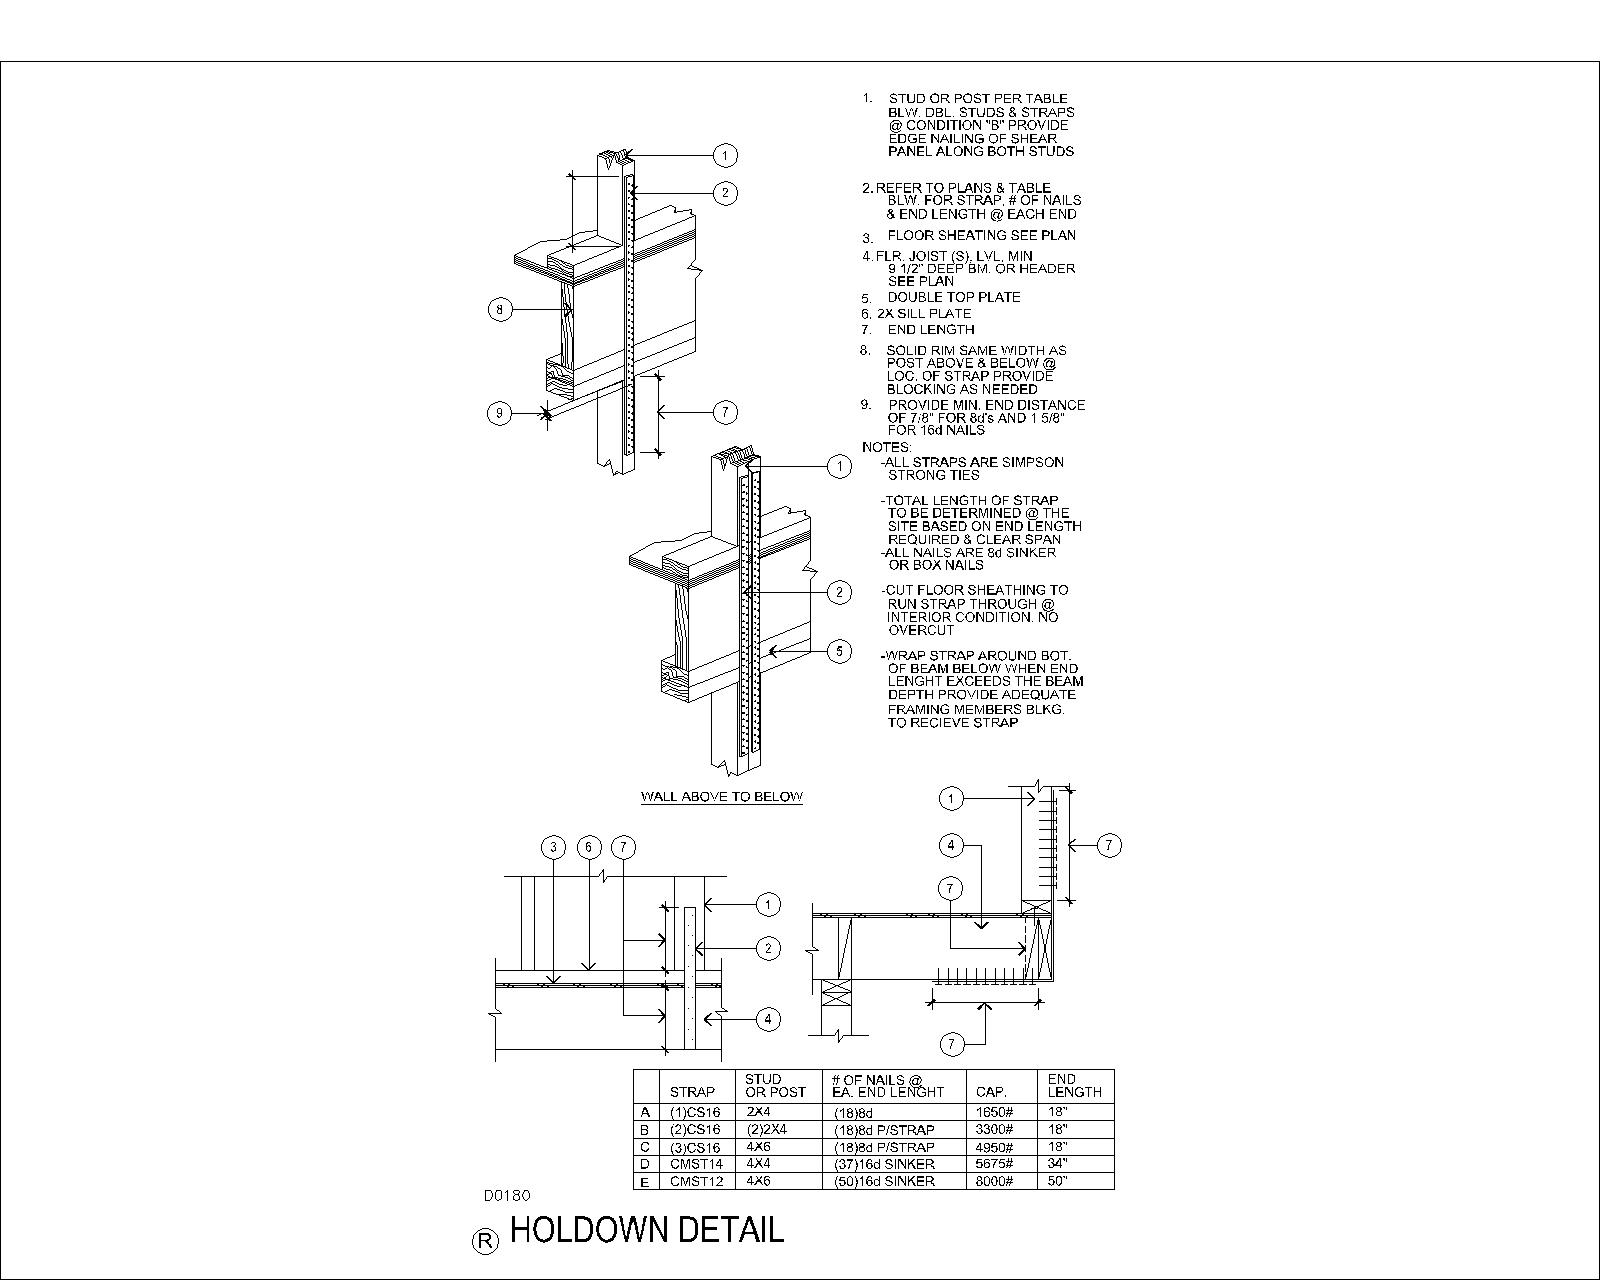 1. STUD OR POST PER TABLE
BLW. DBL. STUDS & STRAPS
@ CONDITION "B" PROVIDE
EDGE NAILING OF SHEAR
PANEL ALONG BOTH STUDS
2. REFER TO PLANS & TABLE
BLW. FOR STRAP, # OF NAILS
& END LENGTH @ EACH END
3. FLOOR SHEATING SEE PLAN
4. FLR. JOIST (S), LVL, MIN
9 1/2" DEEP BM. OR HEADER
SEE PLAN
5. DOUBLE TOP PLATE
6. 2X SILL PLATE
7. END LENGTH
8. SOLID RIM SAME WIDTH AS
POST ABOVE & BELOW @
LOC. OF STRAP PROVIDE
BLOCKING AS NEEDED
9. PROVIDE MIN. END DISTANCE
OF 7/8" FOR 8d's AND 1 5/8"
FOR 16d NAILS
NOTES:
-ALL STRAPS ARE SIMPSON
STRONG TIES
-TOTAL LENGTH OF STRAP
TO BE DETERMINED @ THE
SITE BASED ON END LENGTH
REQUIRED & CLEAR SPAN
-ALL NAILS ARE 8d SINKER
OR BOX NAILS
-CUT FLOOR SHEATHING TO
RUN STRAP THROUGH @
INTERIOR CONDITION. NO
OVERCUT
-WRAP STRAP AROUND BOT.
OF BEAM BELOW WHEN END
LENGHT EXCEEDS THE BEAM
DEPTH PROVIDE ADEQUATE
FRAMING MEMBERS BLKG.
TO RECIEVE STRAP
1
2
8
9
7
1
2
5
WALL ABOVE TO BELOW
3 6 7
1
2
4
1
4
7
7
7
STRAP STUD OR POST # OF NAILS @ EA. END LENGHT CAP. END LENGTH
A (1)CS16 2X4 (18)8d 1650# 18"
B (2)CS16 (2)2X4 (18)8d P/STRAP 3300# 18"
C (3)CS16 4X6 (18)8d P/STRAP 4950# 18"
D CMST14 4X4 (37)16d SINKER 5675# 34"
E CMST12 4X6 (50)16d SINKER 8000# 50"
D0180
R HOLDOWN DETAIL